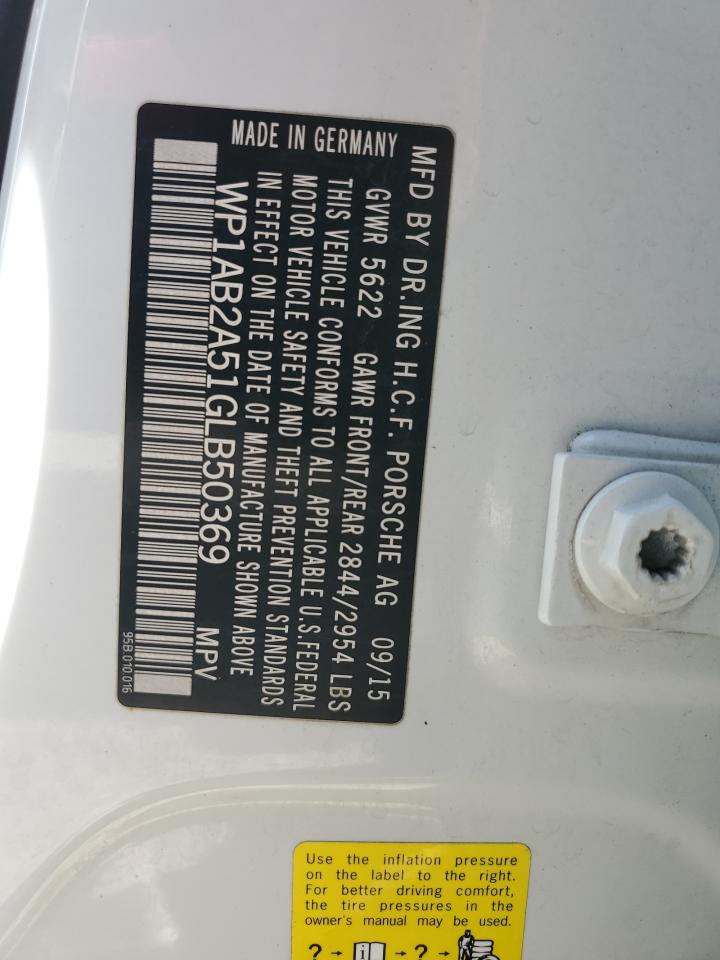 MFD BY DR.ING H.C.F. PORSCHE AG 09/15
GVWR 5622 GAWR FRONT/REAR 2844/2954 LBS
MADE IN GERMANY
THIS VEHICLE CONFORMS TO ALL APPLICABLE U.S.FEDERAL
MOTOR VEHICLE SAFETY AND THEFT PREVENTION STANDARDS
IN EFFECT ON THE DATE OF MANUFACTURE SHOWN ABOVE
WP1AB2A51GLB50369 MPV
95B.010.016
Use the inflation pressure
on the label to the right.
For better driving comfort,
the tire pressures in the
owner's manual may be used.
? → i → ? →